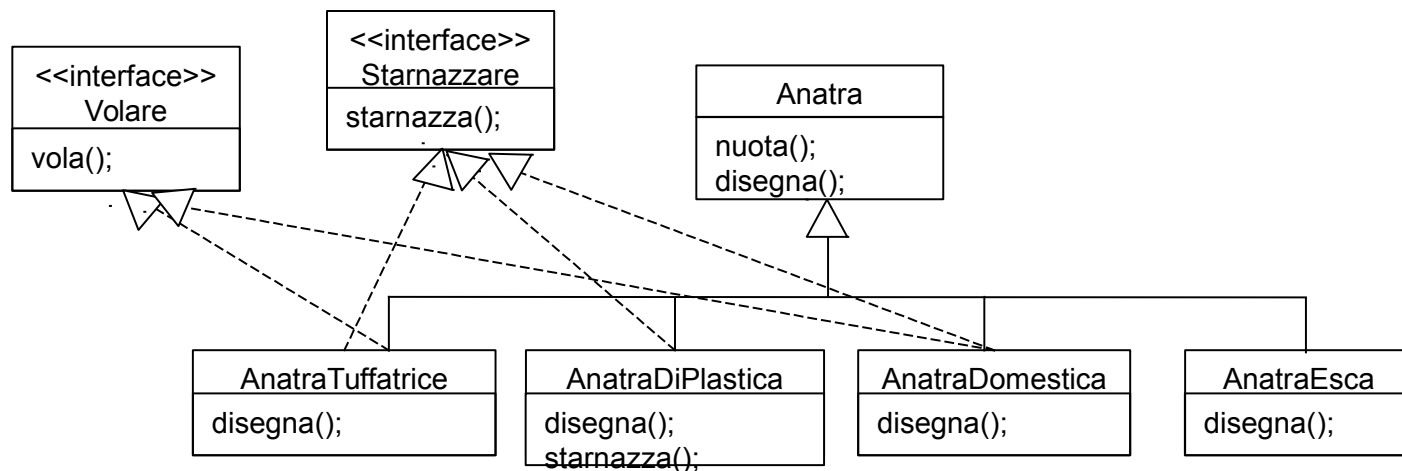 <<interface>>
Volare
vola();
<<interface>>
Starnazzare
starnazza();
Anatra
nuota();
disegna();
AnatraTuffatrice
disegna();
AnatraDiPlastica
disegna();
starnazza();
AnatraDomestica
disegna();
AnatraEsca
disegna();